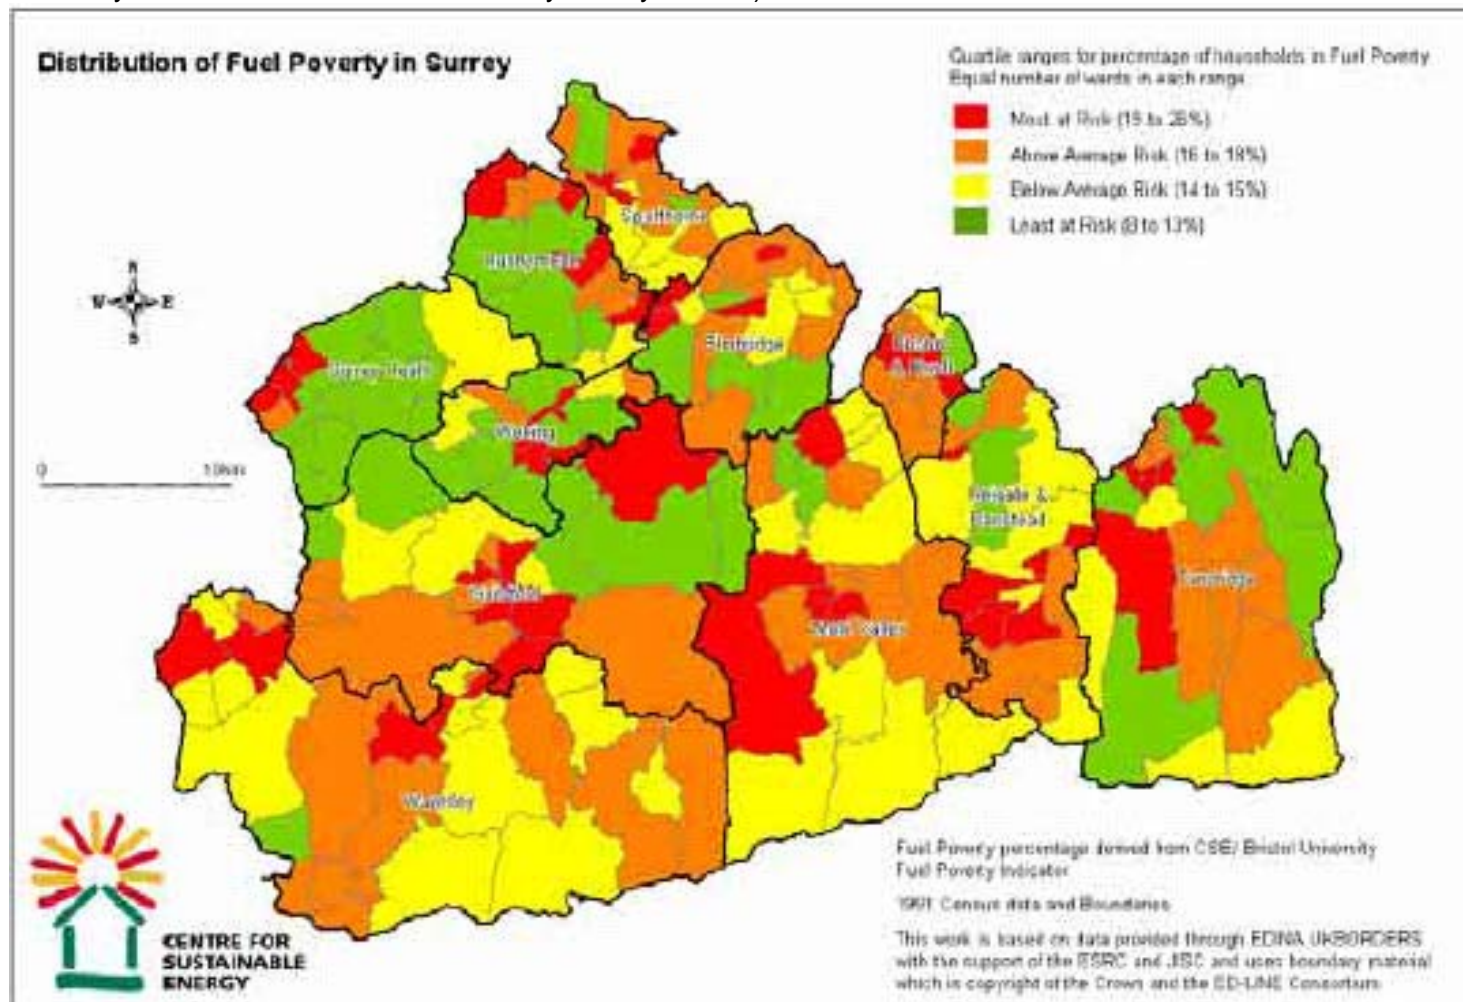 Distribution of Fuel Poverty in Surrey
Quartile ranges for percentage of households in Fuel Poverty
Equal number of wards in each range
Most at Risk (19 to 26%)
Above Average Risk (16 to 18%)
Below Average Risk (14 to 15%)
Least at Risk (8 to 13%)
N
W E
S
0 10km
Spelthorne
Runnymede
Elmbridge
Epsom
& Ewell
Surrey Heath
Woking
Reigate &
Banstead
Tandridge
Guildford
Mole Valley
Waverley
CENTRE FOR
SUSTAINABLE
ENERGY
Fuel Poverty percentage derived from CSE/ Bristol University
Fuel Poverty Indicator
1991 Census data and Boundaries
This work is based on data provided through EDINA UKBORDERS
with the support of the ESRC and JISC and uses boundary material
which is copyright of the Crown and the ED-LINE Consortium